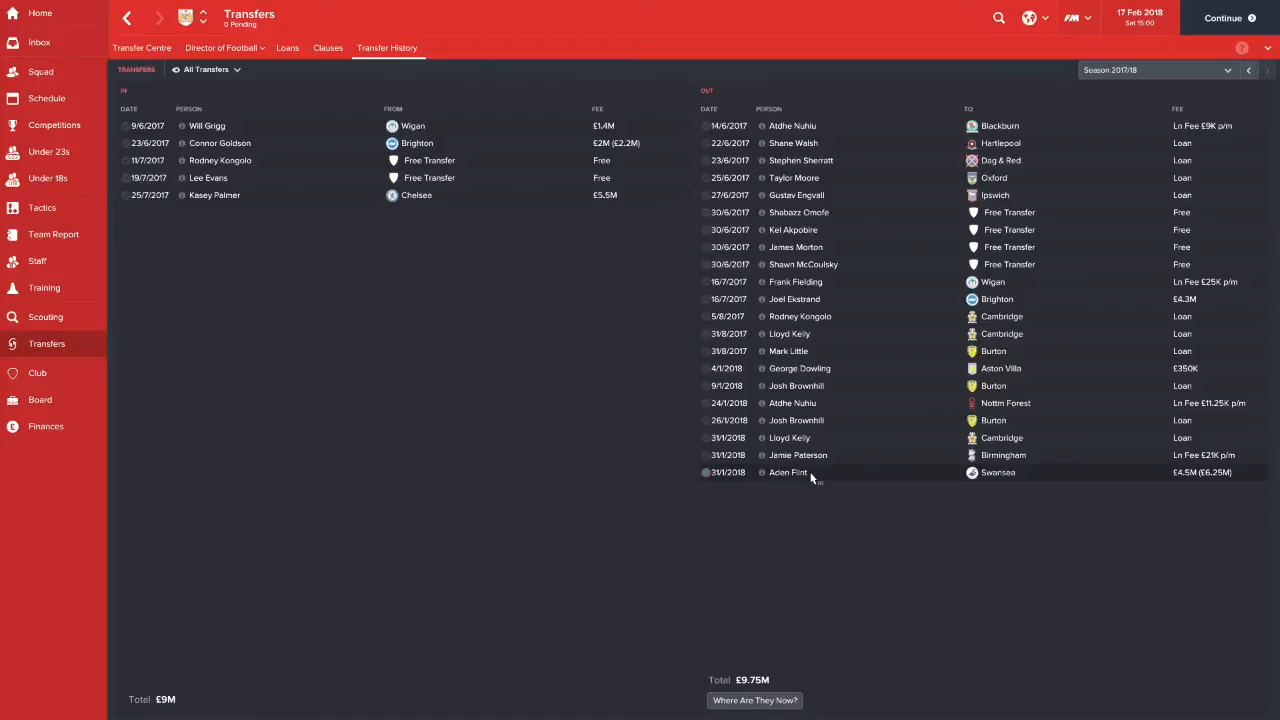 Home
Inbox
Squad
Schedule
Competitions
Under 23s
Under 18s
Tactics
Team Report
Staff
Training
Scouting
Transfers
Club
Board
Finances
Transfers
0 Pending
FM
17 Feb 2018
Sat 15:00
Continue
Transfer Centre Director of Football Loans Clauses Transfer History
TRANSFERS All Transfers
Season 2017/18
IN
DATE PERSON FROM FEE
9/6/2017 Will Grigg Wigan £1.4M
23/6/2017 Connor Goldson Brighton £2M (£2.2M)
11/7/2017 Rodney Kongolo Free Transfer Free
19/7/2017 Lee Evans Free Transfer Free
25/7/2017 Kasey Palmer Chelsea £5.5M
Total £9M
OUT
DATE PERSON TO FEE
14/6/2017 Atdhe Nuhiu Blackburn Ln Fee £9K p/m
22/6/2017 Shane Walsh Hartlepool Loan
23/6/2017 Stephen Sherratt Dag & Red Loan
25/6/2017 Taylor Moore Oxford Loan
27/6/2017 Gustav Engvall Ipswich Loan
30/6/2017 Shabazz Omofe Free Transfer Free
30/6/2017 Kel Akpobire Free Transfer Free
30/6/2017 James Morton Free Transfer Free
30/6/2017 Shawn McCoulsky Free Transfer Free
16/7/2017 Frank Fielding Wigan Ln Fee £25K p/m
16/7/2017 Joel Ekstrand Brighton £4.3M
5/8/2017 Rodney Kongolo Cambridge Loan
31/8/2017 Lloyd Kelly Cambridge Loan
31/8/2017 Mark Little Burton Loan
4/1/2018 George Dowling Aston Villa £350K
9/1/2018 Josh Brownhill Burton Loan
24/1/2018 Atdhe Nuhiu Nottm Forest Ln Fee £11.25K p/m
26/1/2018 Josh Brownhill Burton Loan
31/1/2018 Lloyd Kelly Cambridge Loan
31/1/2018 Jamie Paterson Birmingham Ln Fee £21K p/m
31/1/2018 Aden Flint Swansea £4.5M (£6.25M)
Total £9.75M
Where Are They Now?